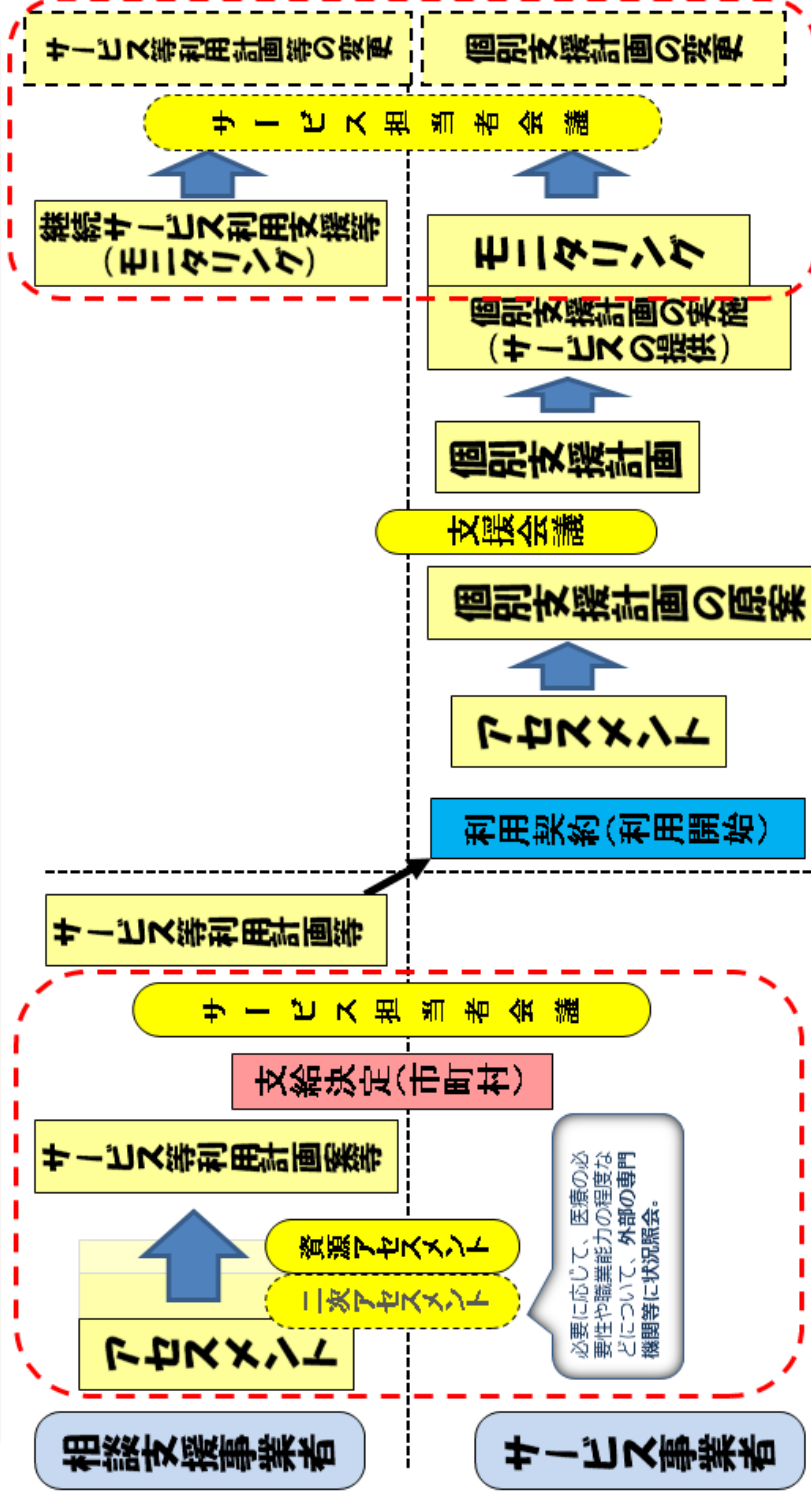 相談支援事業者
アセスメント
二次アセスメント
資源アセスメント
サービス等利用計画案等
支給決定(市町村)
サービス担当者会議
サービス等利用計画等
継続サービス利用支援等
(モニタリング)
サービス担当者会議
サービス等利用計画等の変更
サービス事業者
必要に応じて、医療の必
要性や職業能力の程度な
どについて、外部の専門
機関等に状況照会。
利用契約(利用開始)
アセスメント
個別支援計画の原案
支援会議
個別支援計画
個別支援計画の実施
(サービスの提供)
モニタリング
個別支援計画の変更